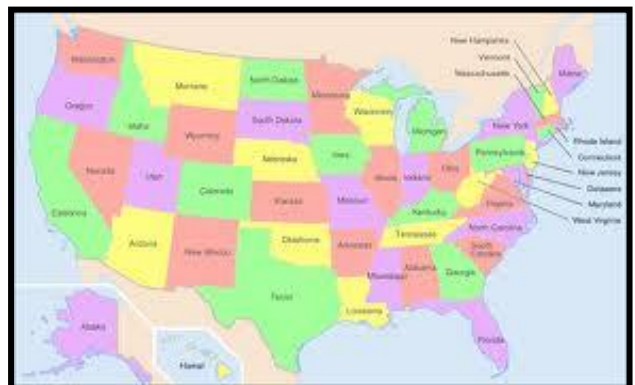 New Hampshire
Vermont
Massachusetts
Washington
Montana
North Dakota
Minnesota
Maine
Oregon
Idaho
South Dakota
Wisconsin
Michigan
New York
Wyoming
Rhode Island
Connecticut
New Jersey
Delaware
Maryland
West Virginia
Nevada
Utah
Colorado
Nebraska
Iowa
Illinois
Indiana
Ohio
Pennsylvania
California
Kansas
Missouri
Kentucky
Virginia
Arizona
New Mexico
Oklahoma
Arkansas
Tennessee
North Carolina
South
Carolina
Texas
Louisiana
Mississippi
Alabama
Georgia
Florida
Alaska
Hawaii